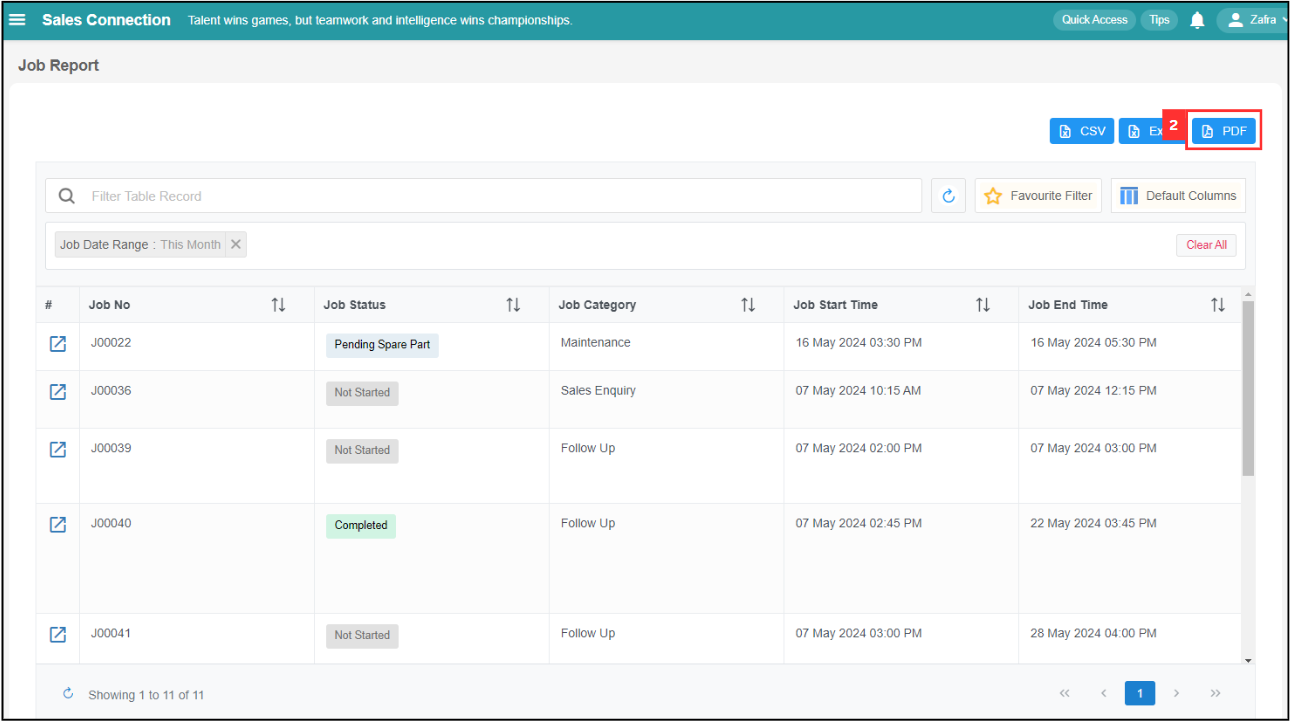 Sales Connection Talent wins games, but teamwork and intelligence wins championships. Quick Access Tips Zafra
Job Report
CSV Ex 2 PDF
Filter Table Record Favourite Filter Default Columns
Job Date Range : This Month Clear All
# Job No Job Status Job Category Job Start Time Job End Time
J00022 Pending Spare Part Maintenance 16 May 2024 03:30 PM 16 May 2024 05:30 PM
J00036 Not Started Sales Enquiry 07 May 2024 10:15 AM 07 May 2024 12:15 PM
J00039 Not Started Follow Up 07 May 2024 02:00 PM 07 May 2024 03:00 PM
J00040 Completed Follow Up 07 May 2024 02:45 PM 22 May 2024 03:45 PM
J00041 Not Started Follow Up 07 May 2024 03:00 PM 28 May 2024 04:00 PM
Showing 1 to 11 of 11 << < 1 > >>